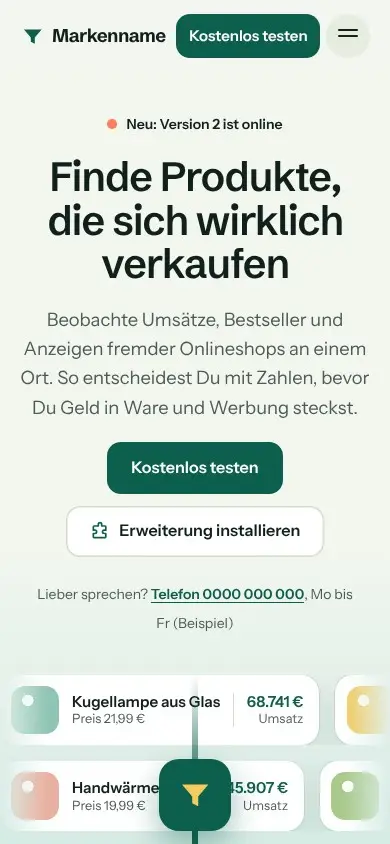 Markenname
Kostenlos testen
Neu: Version 2 ist online
Finde Produkte,
die sich wirklich
verkaufen
Beobachte Umsätze, Bestseller und
Anzeigen fremder Onlineshops an einem
Ort. So entscheidest Du mit Zahlen, bevor
Du Geld in Ware und Werbung steckst.
Kostenlos testen
Erweiterung installieren
Lieber sprechen? Telefon 0000 000 000, Mo bis
Fr (Beispiel)
Kugellampe aus Glas
68.741 €
Preis 21,99 €
Umsatz
Preis 19,99 €
Umsatz